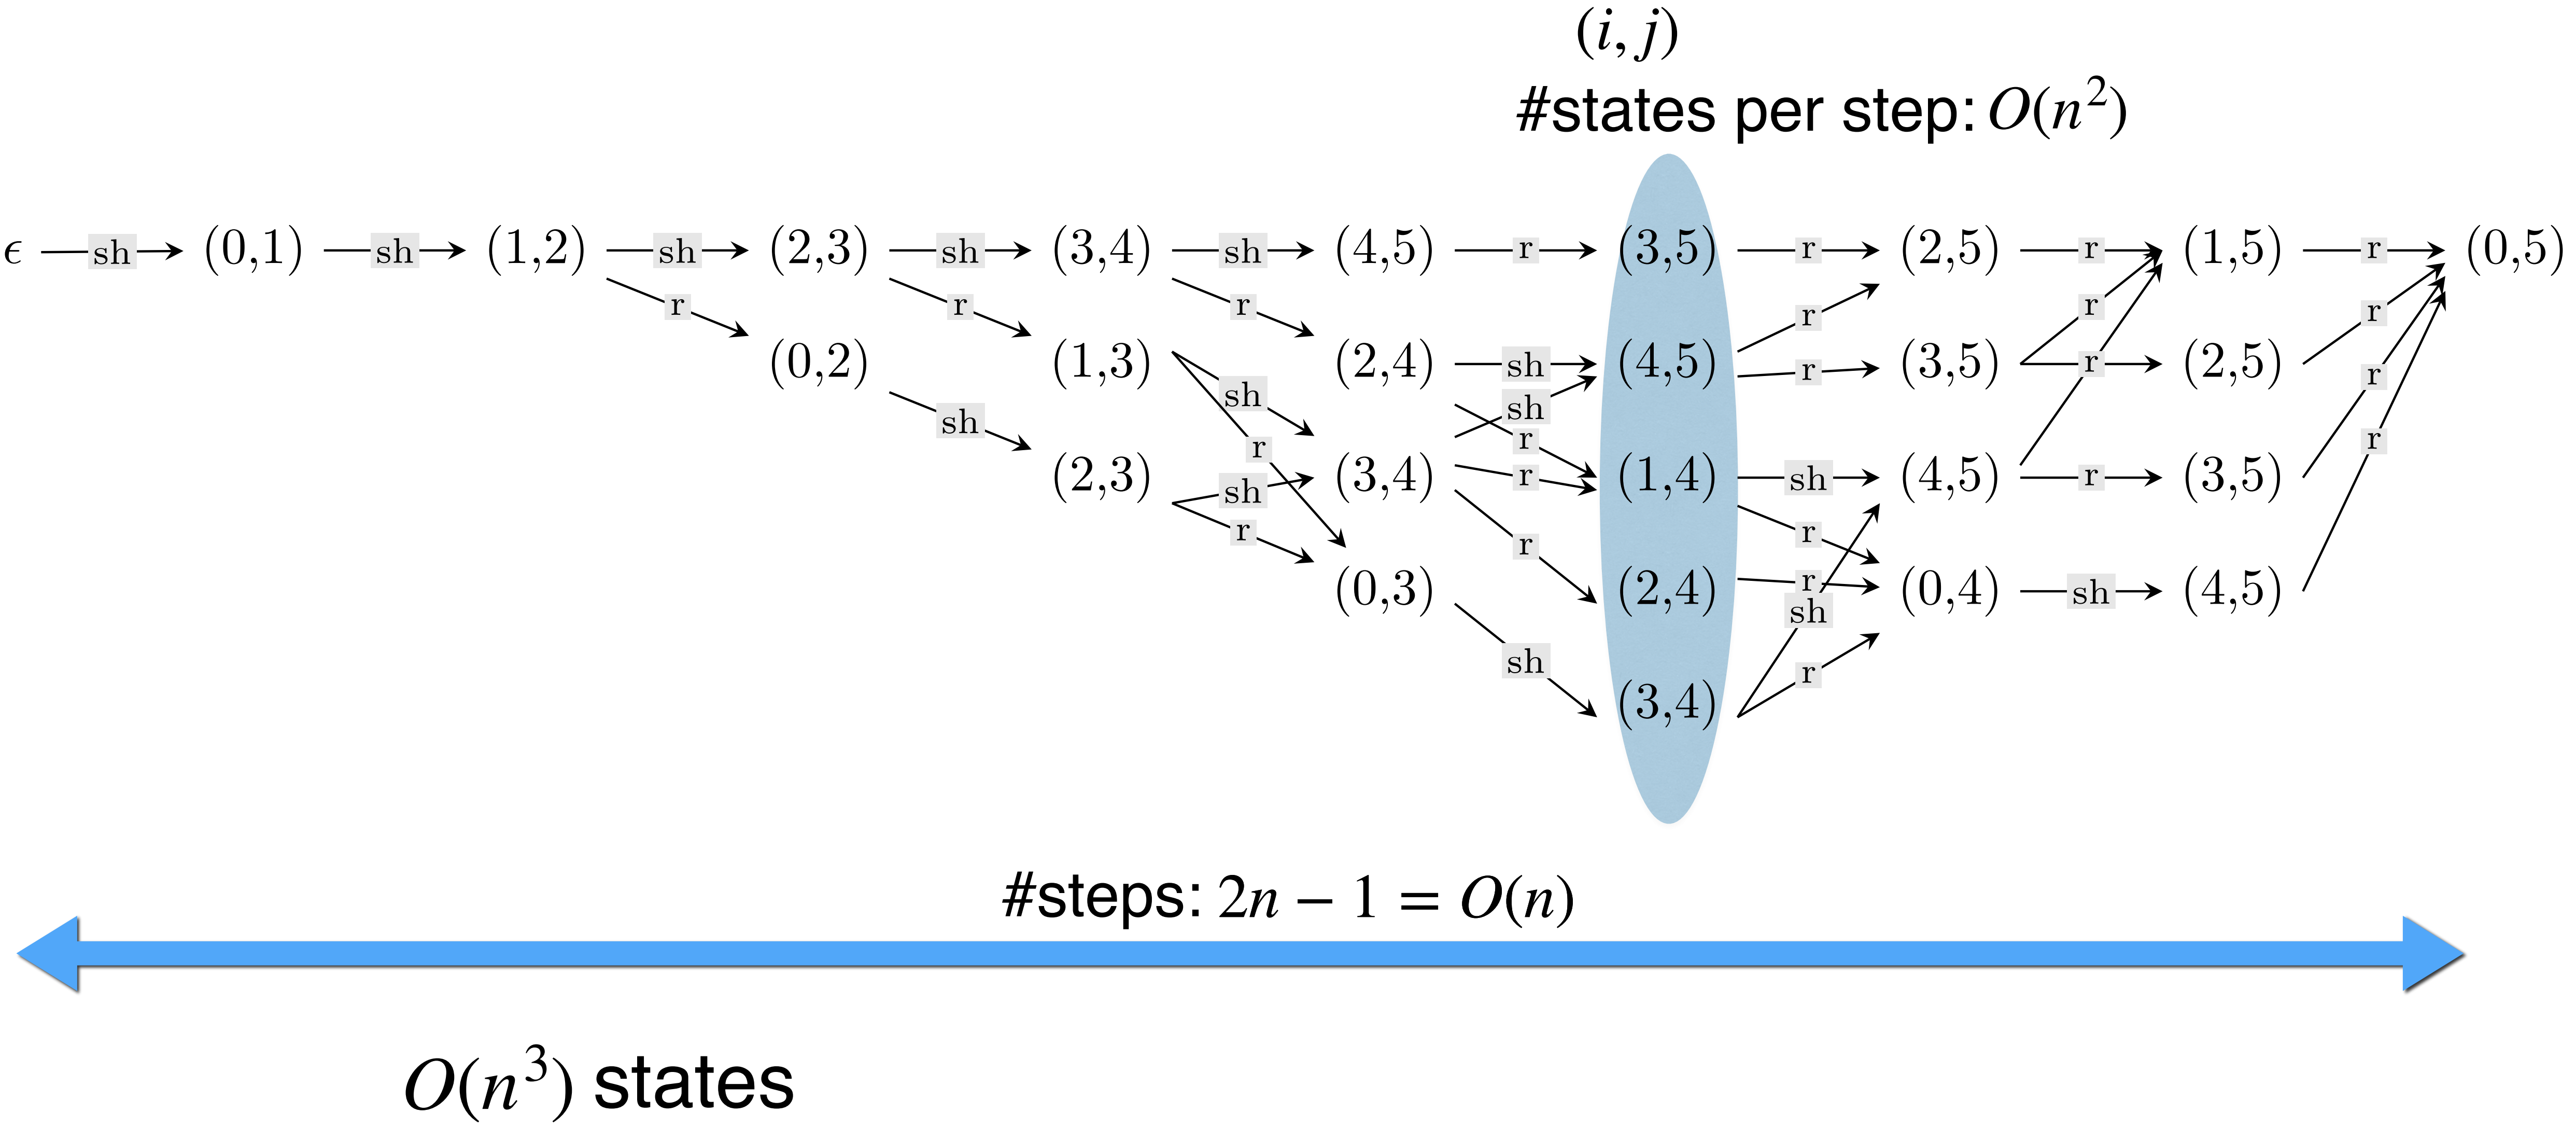 (i, j)
#states per step: O(n²)
ϵ sh (0,1) sh (1,2) sh (2,3) sh (3,4) sh (4,5) r (3,5) r (2,5) r (1,5) r (0,5)
r r r r r r
(0,2) (1,3) (2,4) sh (4,5) r (3,5) r (2,5) r
sh sh sh r
r r r
(2,3) sh (3,4) r (1,4) sh (4,5) r (3,5)
r r r
(0,3) (2,4) r (0,4) sh (4,5)
sh
sh r
(3,4)
#steps: 2n − 1 = O(n)
O(n³) states